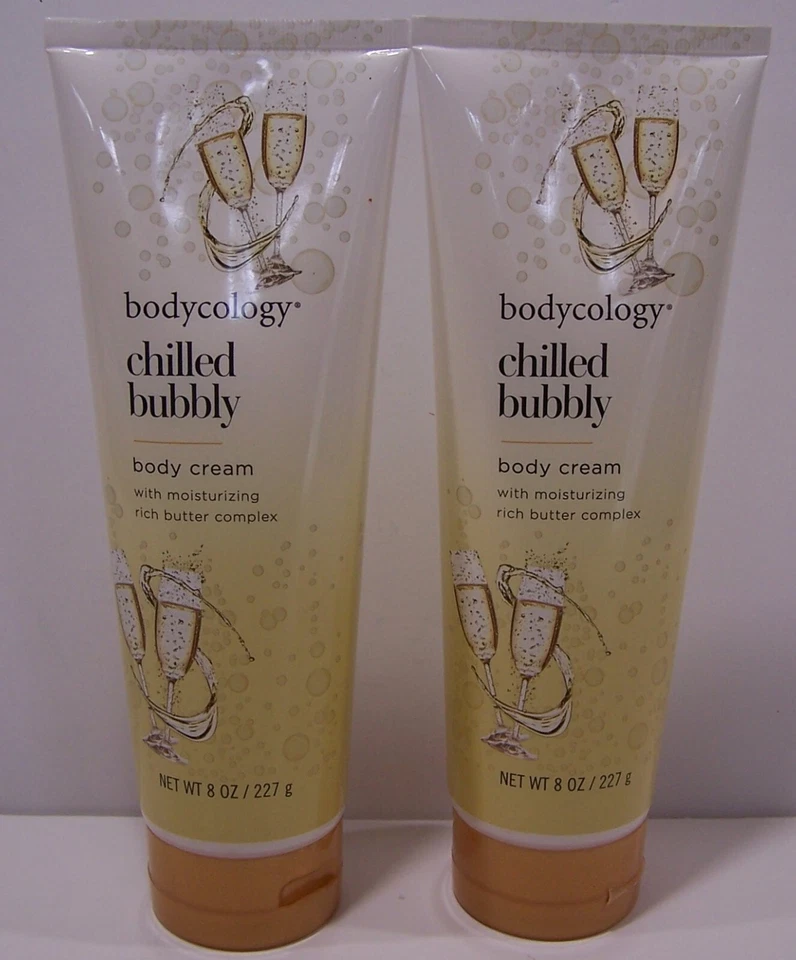 bodycology®
chilled
bubbly
body cream
with moisturizing
rich butter complex
NET WT 8 OZ / 227 g
bodycology®
chilled
bubbly
body cream
with moisturizing
rich butter complex
NET WT 8 OZ / 227 g